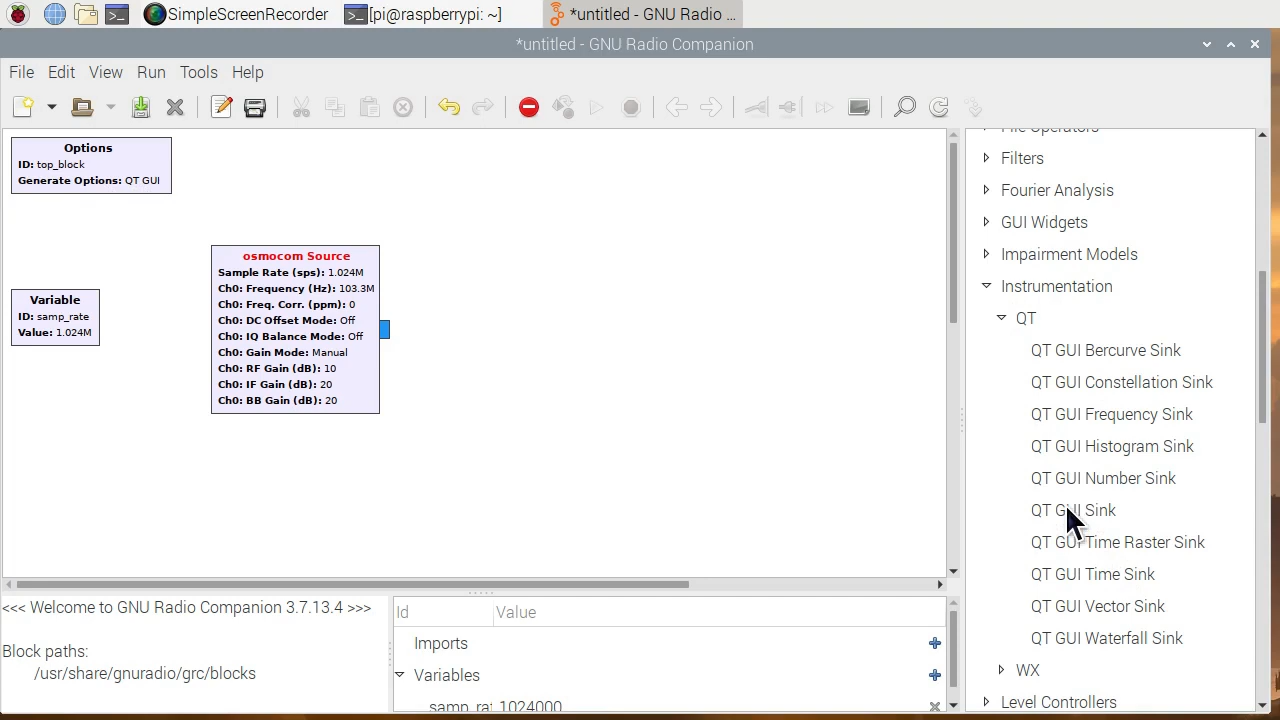 SimpleScreenRecorder
[pi@raspberrypi: ~]
*untitled - GNU Radio ...
*untitled - GNU Radio Companion
File Edit View Run Tools Help
Options
ID: top_block
Generate Options: QT GUI
Variable
ID: samp_rate
Value: 1.024M
osmocom Source
Sample Rate (sps): 1.024M
Ch0: Frequency (Hz): 103.3M
Ch0: Freq. Corr. (ppm): 0
Ch0: DC Offset Mode: Off
Ch0: IQ Balance Mode: Off
Ch0: Gain Mode: Manual
Ch0: RF Gain (dB): 10
Ch0: IF Gain (dB): 20
Ch0: BB Gain (dB): 20
File Operators
Filters
Fourier Analysis
GUI Widgets
Impairment Models
Instrumentation
QT
QT GUI Bercurve Sink
QT GUI Constellation Sink
QT GUI Frequency Sink
QT GUI Histogram Sink
QT GUI Number Sink
QT GUI Sink
QT GUI Time Raster Sink
QT GUI Time Sink
QT GUI Vector Sink
QT GUI Waterfall Sink
WX
Level Controllers
<<< Welcome to GNU Radio Companion 3.7.13.4 >>>
Block paths:
/usr/share/gnuradio/grc/blocks
Id Value
Imports
Variables
samp_rat 1024000